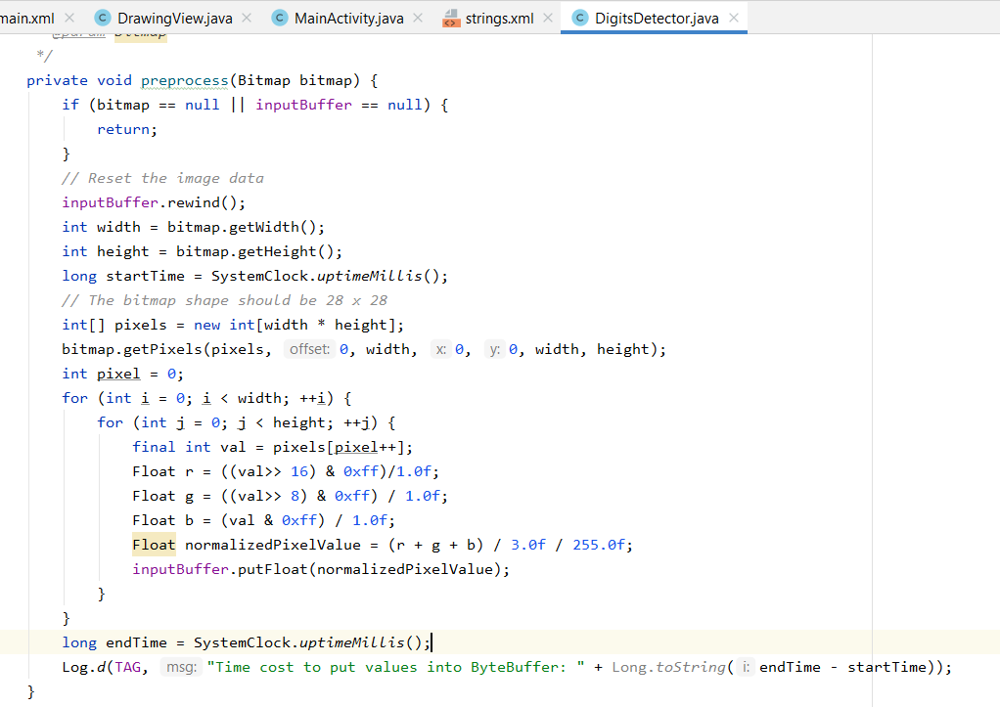 main.xml DrawingView.java MainActivity.java strings.xml DigitsDetector.java
@param bitmap
*/
private void preprocess(Bitmap bitmap) {
if (bitmap == null || inputBuffer == null) {
return;
}
// Reset the image data
inputBuffer.rewind();
int width = bitmap.getWidth();
int height = bitmap.getHeight();
long startTime = SystemClock.uptimeMillis();
// The bitmap shape should be 28 x 28
int[] pixels = new int[width * height];
bitmap.getPixels(pixels, offset: 0, width, x: 0, y: 0, width, height);
int pixel = 0;
for (int i = 0; i < width; ++i) {
for (int j = 0; j < height; ++j) {
final int val = pixels[pixel++];
Float r = ((val>> 16) & 0xff)/1.0f;
Float g = ((val>> 8) & 0xff) / 1.0f;
Float b = (val & 0xff) / 1.0f;
Float normalizedPixelValue = (r + g + b) / 3.0f / 255.0f;
inputBuffer.putFloat(normalizedPixelValue);
}
}
long endTime = SystemClock.uptimeMillis();
Log.d(TAG, msg: "Time cost to put values into ByteBuffer: " + Long.toString( i: endTime - startTime));
}